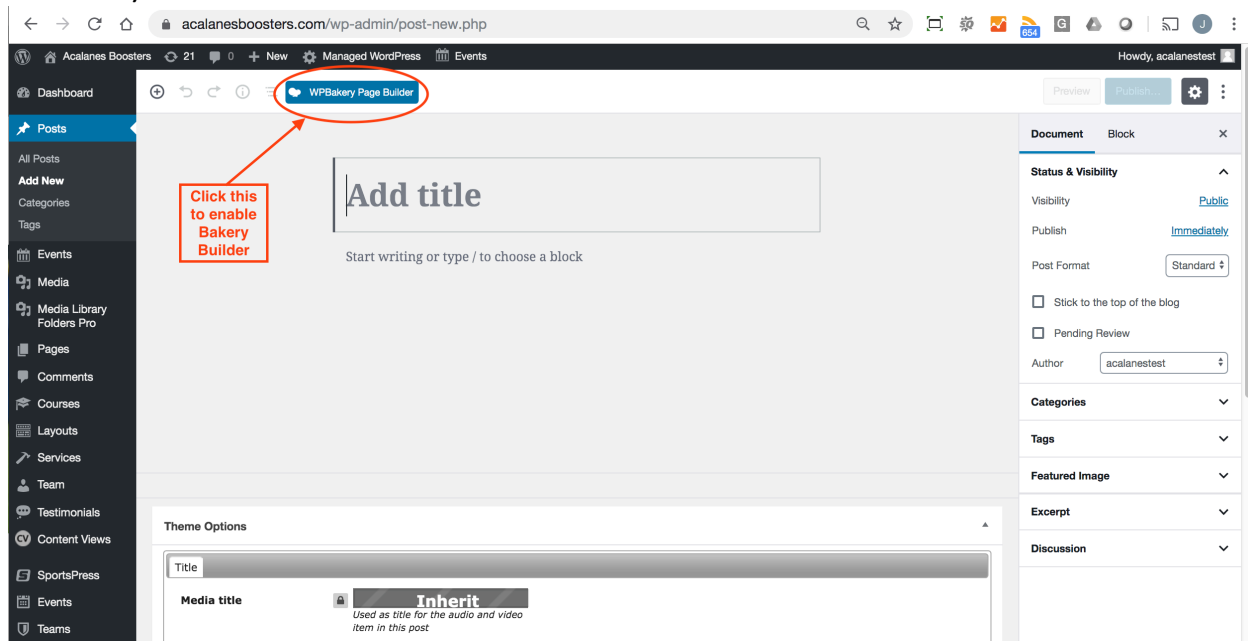 acalanesboosters.com/wp-admin/post-new.php
654
G
J
Acalanes Boosters 21 0 + New Managed WordPress Events Howdy, acalanestest
Dashboard
WPBakery Page Builder
Preview
Publish...
Posts
All Posts
Add New
Categories
Tags
Events
Media
Media Library
Folders Pro
Pages
Comments
Courses
Layouts
Services
Team
Testimonials
CV Content Views
SportsPress
Events
Teams
Click this
to enable
Bakery
Builder
Add title
Start writing or type / to choose a block
Theme Options
Title
Media title
Inherit
Used as title for the audio and video
item in this post
Document Block
Status & Visibility
Visibility Public
Publish Immediately
Post Format Standard
Stick to the top of the blog
Pending Review
Author acalanestest
Categories
Tags
Featured Image
Excerpt
Discussion